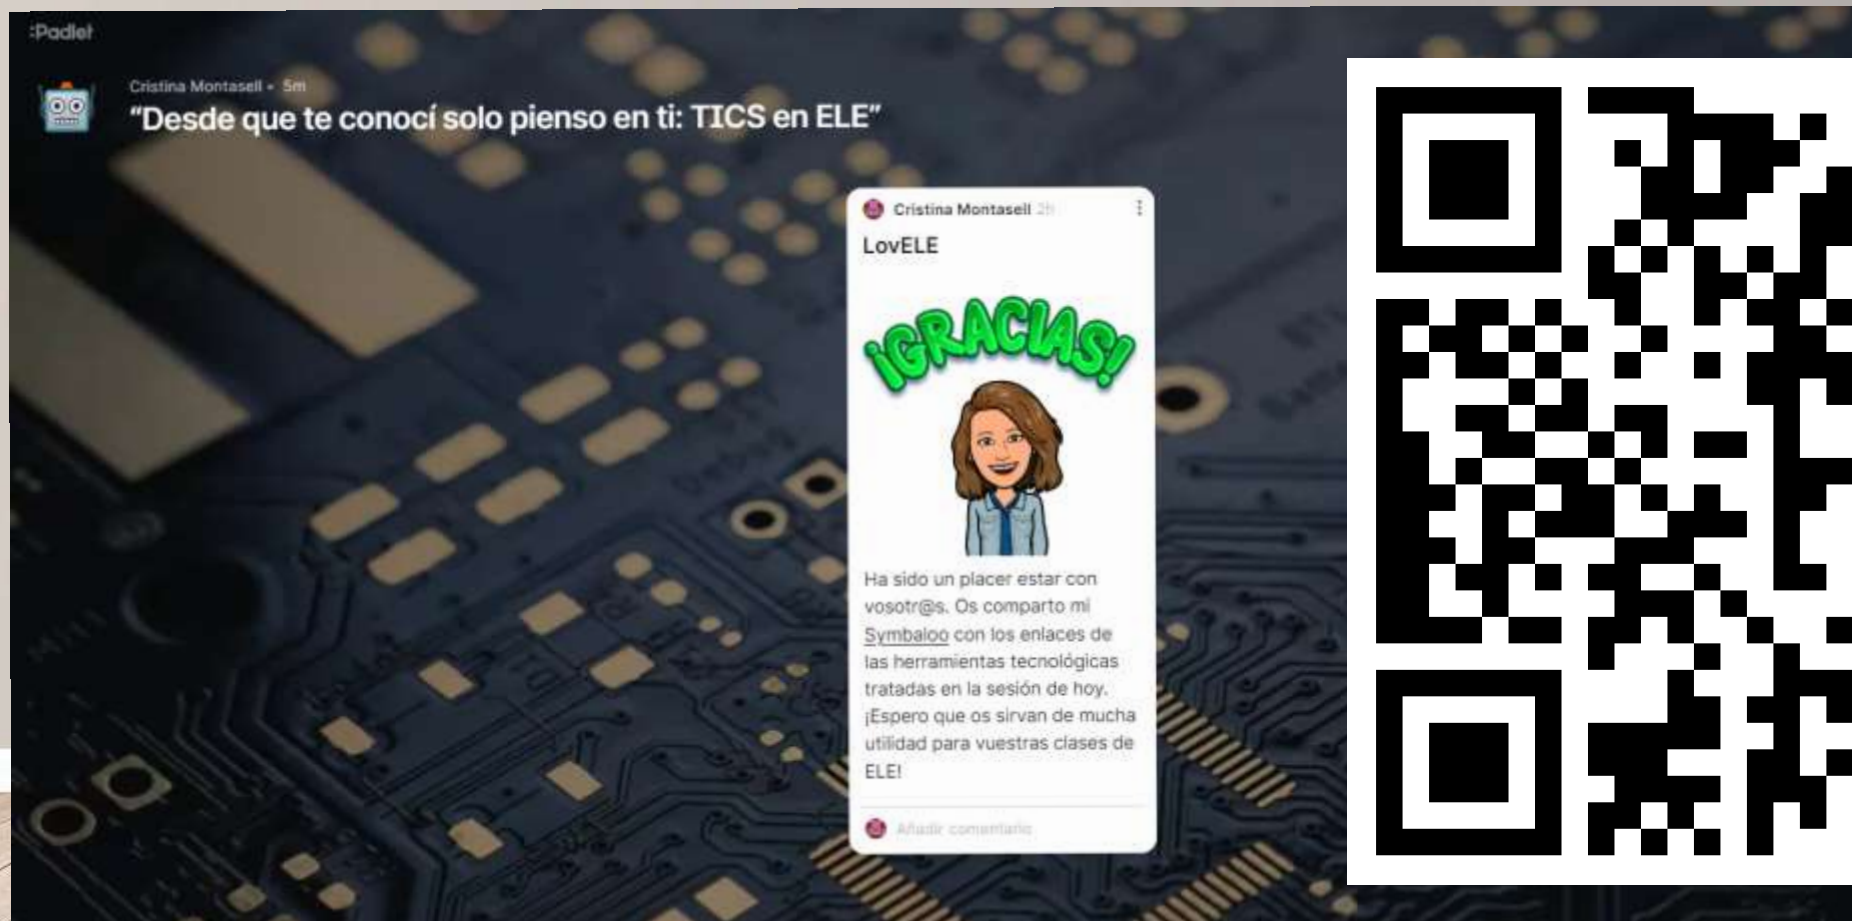 :Padlet
Cristina Montasell • 5m
“Desde que te conocí solo pienso en ti: TICS en ELE”
Cristina Montasell 2h
LovELE
¡GRACIAS!
Ha sido un placer estar con
vosotr@s. Os comparto mi
Symbaloo con los enlaces de
las herramientas tecnológicas
tratadas en la sesión de hoy.
¡Espero que os sirvan de mucha
utilidad para vuestras clases de
ELE!
Añadir comentario